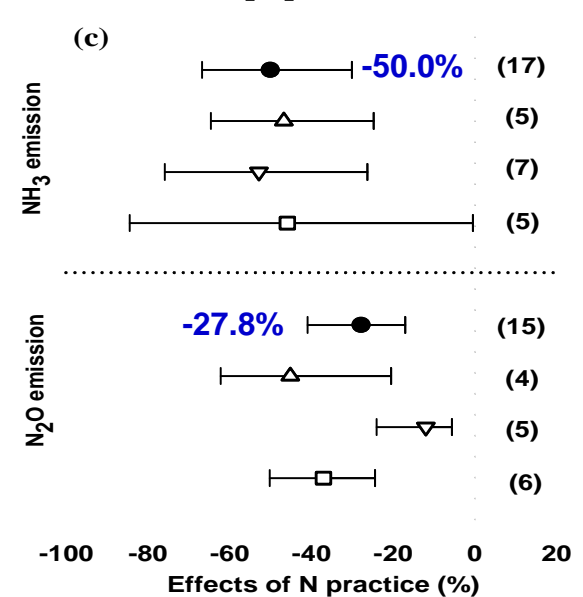 (c)
NH3 emission
-50.0% (17)
(5)
(7)
(5)
N2O emission
-27.8% (15)
(4)
(5)
(6)
-100 -80 -60 -40 -20 0 20
Effects of N practice (%)